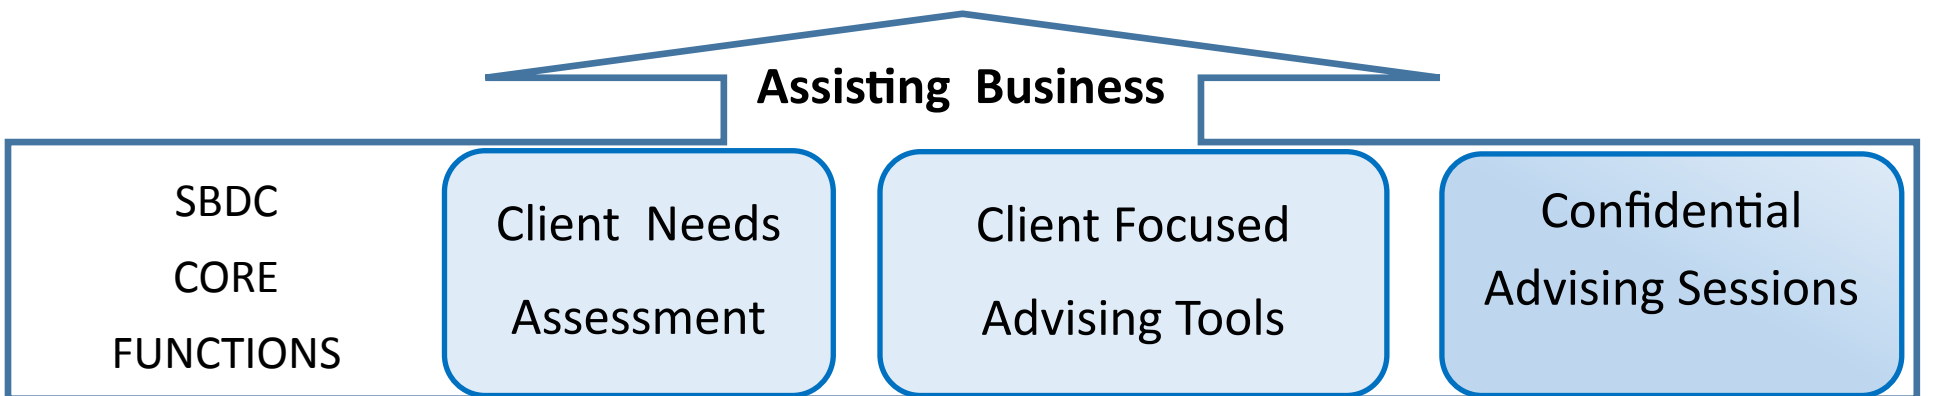 Assisting Business
SBDC
CORE
FUNCTIONS
Client Needs
Assessment
Client Focused
Advising Tools
Confidential
Advising Sessions